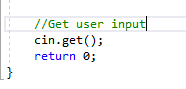 //Get user input
cin.get();
return 0;
}